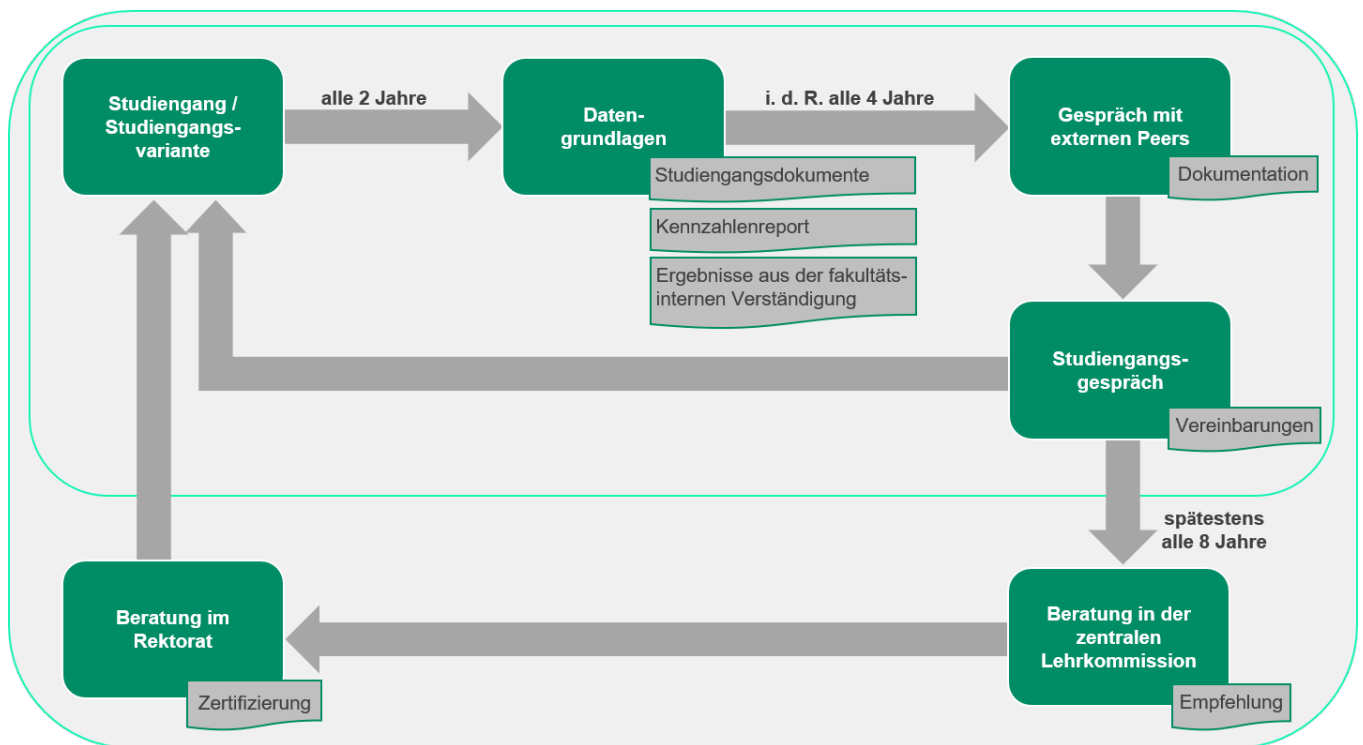 Studiengang /
Studiengangs-
variante
alle 2 Jahre
Daten-
grundlagen
Studiengangsdokumente
Kennzahlenreport
Ergebnisse aus der fakultäts-
internen Verständigung
i. d. R. alle 4 Jahre
Gespräch mit
externen Peers
Dokumentation
Studiengangs-
gespräch
Vereinbarungen
spätestens
alle 8 Jahre
Beratung in der
zentralen
Lehrkommission
Empfehlung
Beratung im
Rektorat
Zertifizierung